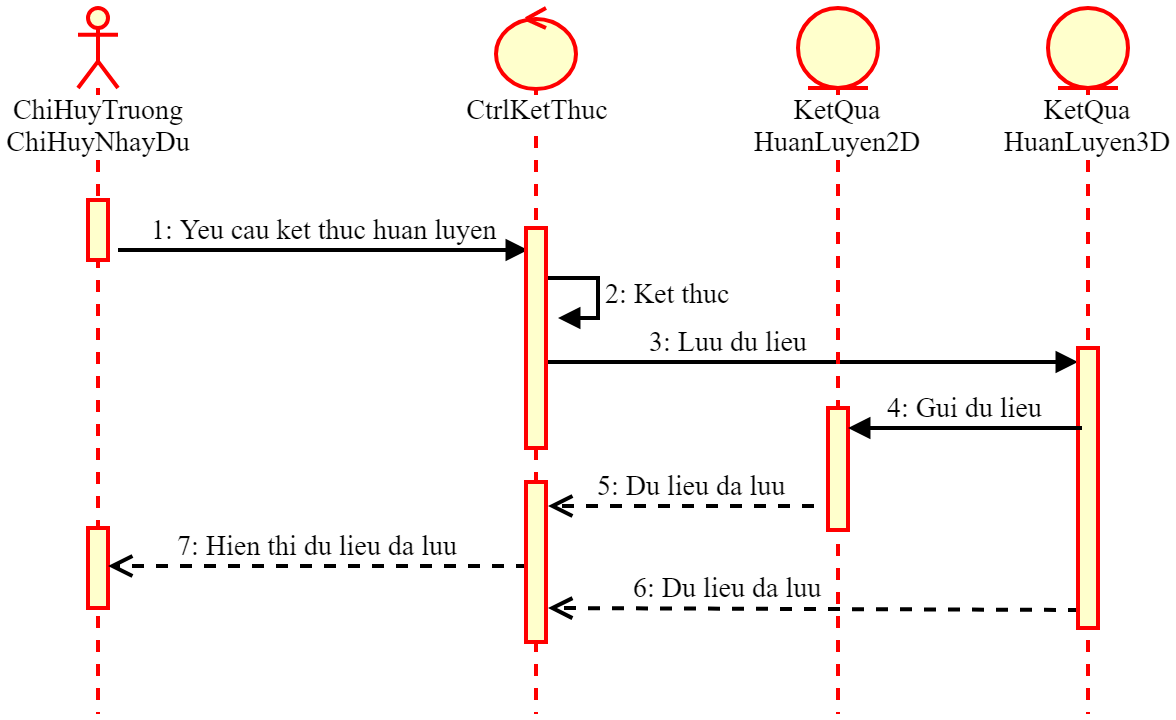 ChiHuyTruong
ChiHuyNhayDu
CtrlKetThuc
KetQua
HuanLuyen2D
KetQua
HuanLuyen3D
1: Yeu cau ket thuc huan luyen
2: Ket thuc
3: Luu du lieu
4: Gui du lieu
5: Du lieu da luu
7: Hien thi du lieu da luu
6: Du lieu da luu